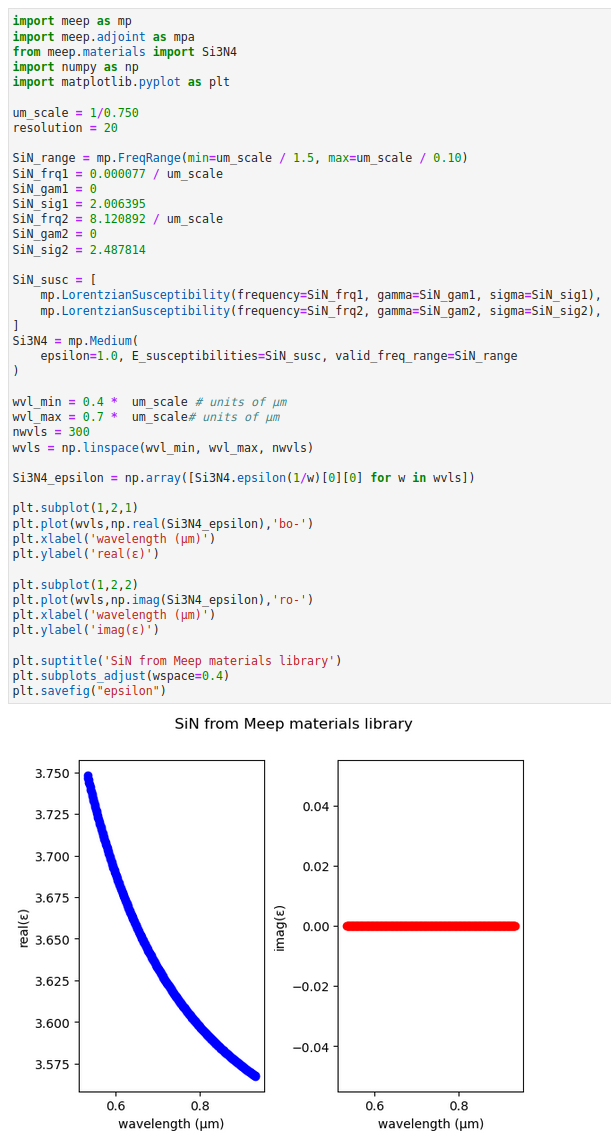 import meep as mp
import meep.adjoint as mpa
from meep.materials import Si3N4
import numpy as np
import matplotlib.pyplot as plt
um_scale = 1/0.750
resolution = 20
SiN_range = mp.FreqRange(min=um_scale / 1.5, max=um_scale / 0.10)
SiN_frq1 = 0.000077 / um_scale
SiN_gam1 = 0
SiN_sig1 = 2.006395
SiN_frq2 = 8.120892 / um_scale
SiN_gam2 = 0
SiN_sig2 = 2.487814
SiN_susc = [
    mp.LorentzianSusceptibility(frequency=SiN_frq1, gamma=SiN_gam1, sigma=SiN_sig1),
    mp.LorentzianSusceptibility(frequency=SiN_frq2, gamma=SiN_gam2, sigma=SiN_sig2),
]
Si3N4 = mp.Medium(
    epsilon=1.0, E_susceptibilities=SiN_susc, valid_freq_range=SiN_range
)
wvl_min = 0.4 *  um_scale # units of μm
wvl_max = 0.7 *  um_scale# units of μm
nwvls = 300
wvls = np.linspace(wvl_min, wvl_max, nwvls)
Si3N4_epsilon = np.array([Si3N4.epsilon(1/w)[0][0] for w in wvls])
plt.subplot(1,2,1)
plt.plot(wvls,np.real(Si3N4_epsilon),'bo-')
plt.xlabel('wavelength (μm)')
plt.ylabel('real(ε)')
plt.subplot(1,2,2)
plt.plot(wvls,np.imag(Si3N4_epsilon),'ro-')
plt.xlabel('wavelength (μm)')
plt.ylabel('imag(ε)')
plt.suptitle('SiN from Meep materials library')
plt.subplots_adjust(wspace=0.4)
plt.savefig("epsilon")
SiN from Meep materials library
real(ε)
3.750
3.725
3.700
3.675
3.650
3.625
3.600
3.575
0.6 0.8
wavelength (μm)
imag(ε)
0.04
0.02
0.00
−0.02
−0.04
0.6 0.8
wavelength (μm)